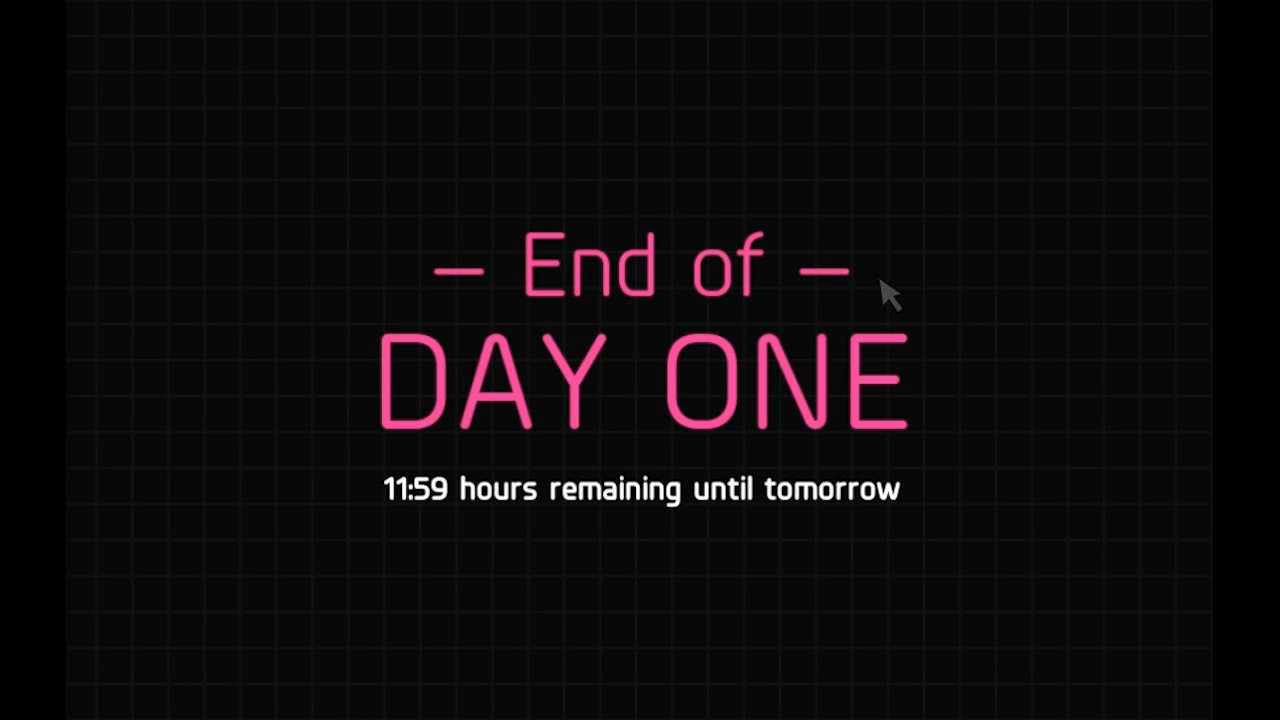 — End of —
DAY ONE
11:59 hours remaining until tomorrow